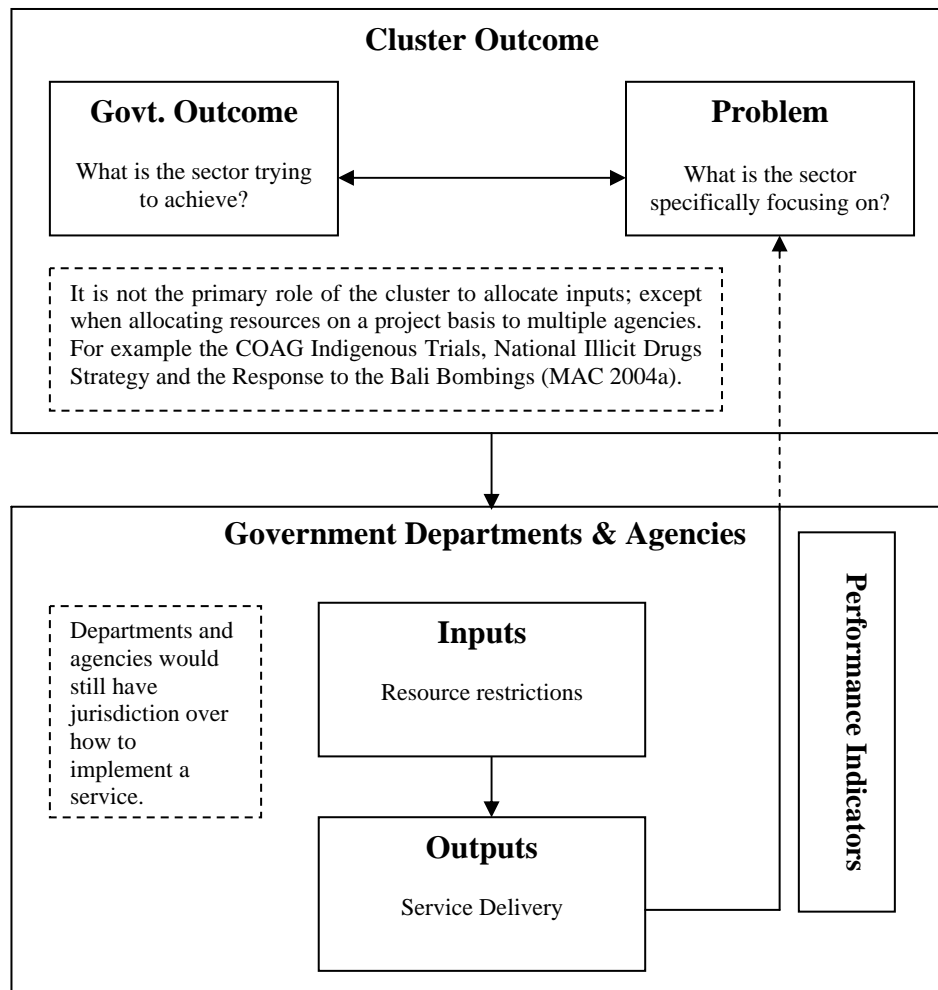 Cluster Outcome
Govt. Outcome
What is the sector trying
to achieve?
Problem
What is the sector
specifically focusing on?
It is not the primary role of the cluster to allocate inputs; except
when allocating resources on a project basis to multiple agencies.
For example the COAG Indigenous Trials, National Illicit Drugs
Strategy and the Response to the Bali Bombings (MAC 2004a).
Government Departments & Agencies
Departments and
agencies would
still have
jurisdiction over
how to
implement a
service.
Inputs
Resource restrictions
Outputs
Service Delivery
Performance Indicators